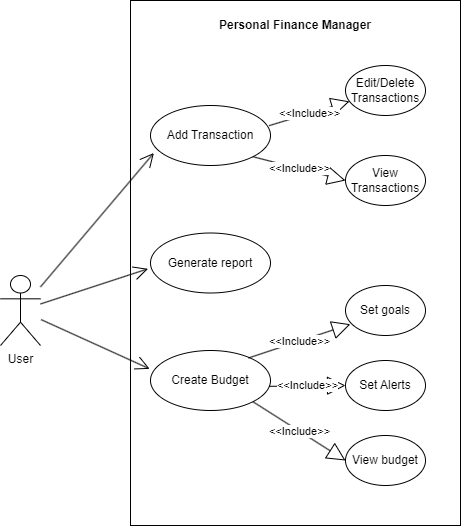 Personal Finance Manager
Edit/Delete
Transactions
<<Include>>
Add Transaction
<<Include>>
View
Transactions
Generate report
User
Set goals
<<Include>>
Create Budget
<<Include>>
Set Alerts
<<Include>>
View budget